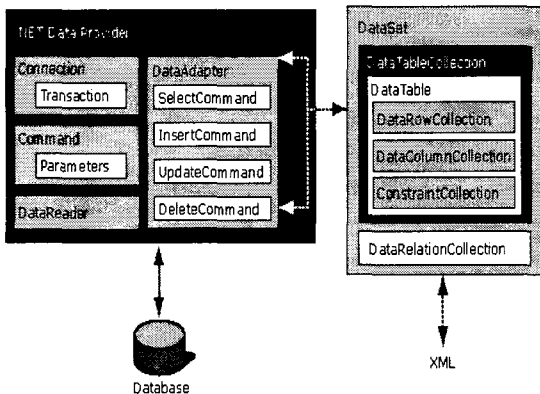 .NET Data Provider
Connection
Transaction
Command
Parameters
DataReader
DataAdapter
SelectCommand
InsertCommand
UpdateCommand
DeleteCommand
Database
DataSet
DataTableCollection
DataTable
DataRowCollection
DataColumnCollection
ConstraintCollection
DataRelationCollection
XML